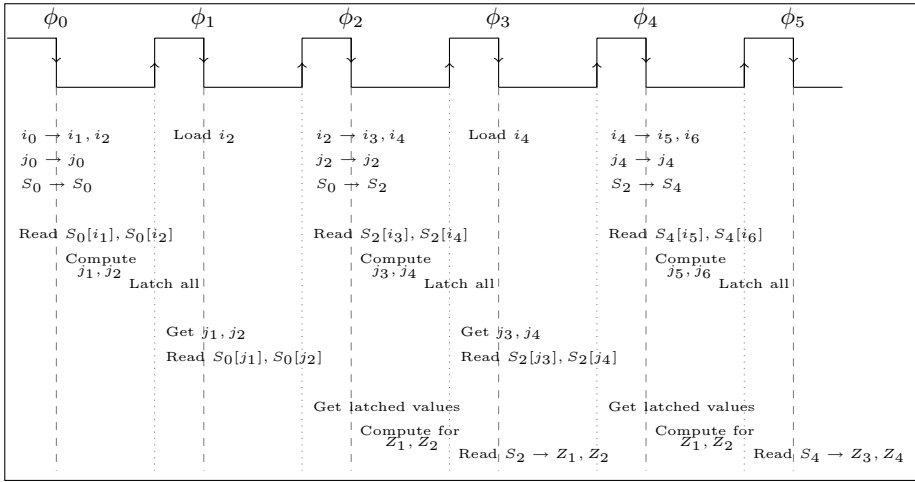 ϕ₀ ϕ₁ ϕ₂ ϕ₃ ϕ₄ ϕ₅
i₀ → i₁, i₂ Load i₂ i₂ → i₃, i₄ Load i₄ i₄ → i₅, i₆
j₀ → j₀ j₂ → j₂ j₄ → j₄
S₀ → S₀ S₀ → S₂ S₂ → S₄
Read S₀[i₁], S₀[i₂] Read S₂[i₃], S₂[i₄] Read S₄[i₅], S₄[i₆]
Compute Compute Compute
j₁, j₂ j₃, j₄ j₅, j₆
Latch all Latch all Latch all
Get j₁, j₂ Get j₃, j₄
Read S₀[j₁], S₀[j₂] Read S₂[j₃], S₂[j₄]
Get latched values Get latched values
Compute for Compute for
Z₁, Z₂ Z₁, Z₂
Read S₂ → Z₁, Z₂ Read S₄ → Z₃, Z₄